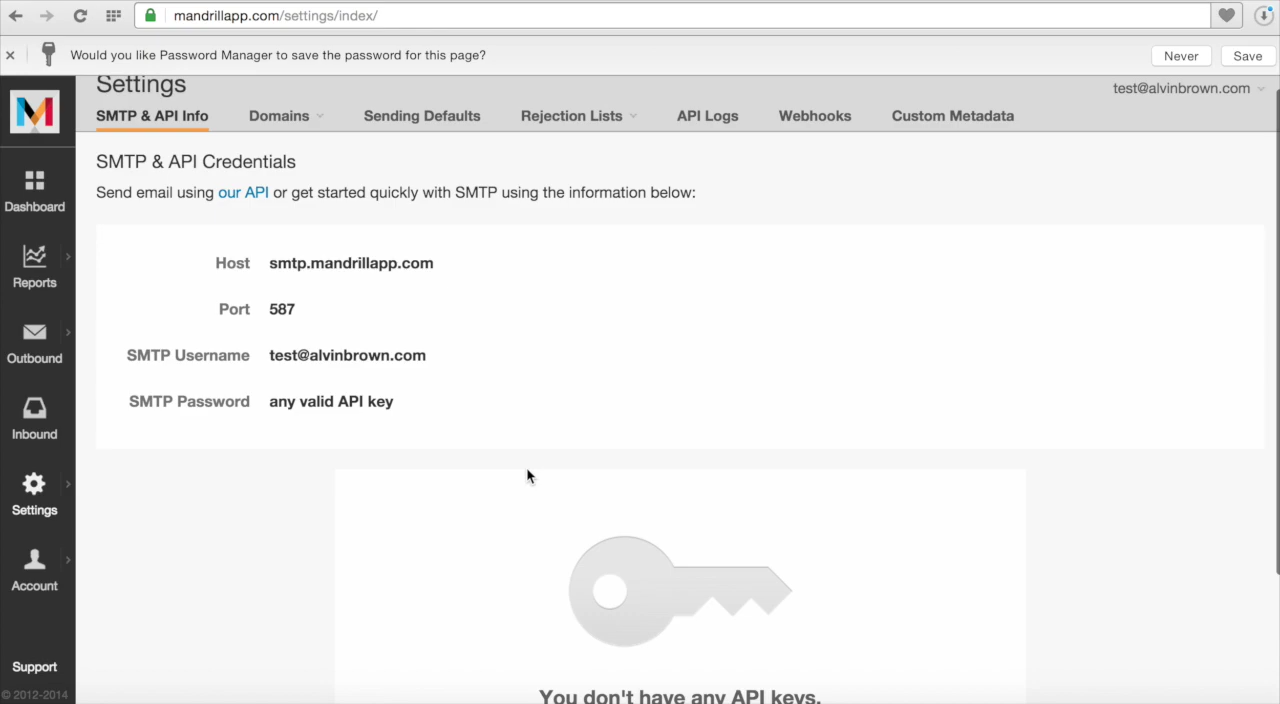 mandrillapp.com/settings/index/
Would you like Password Manager to save the password for this page?
Never
Save
Settings
test@alvinbrown.com
SMTP & API Info
Domains
Sending Defaults
Rejection Lists
API Logs
Webhooks
Custom Metadata
SMTP & API Credentials
Send email using our API or get started quickly with SMTP using the information below:
Host smtp.mandrillapp.com
Port 587
SMTP Username test@alvinbrown.com
SMTP Password any valid API key
You don't have any API keys.
Dashboard
Reports
Outbound
Inbound
Settings
Account
Support
© 2012-2014